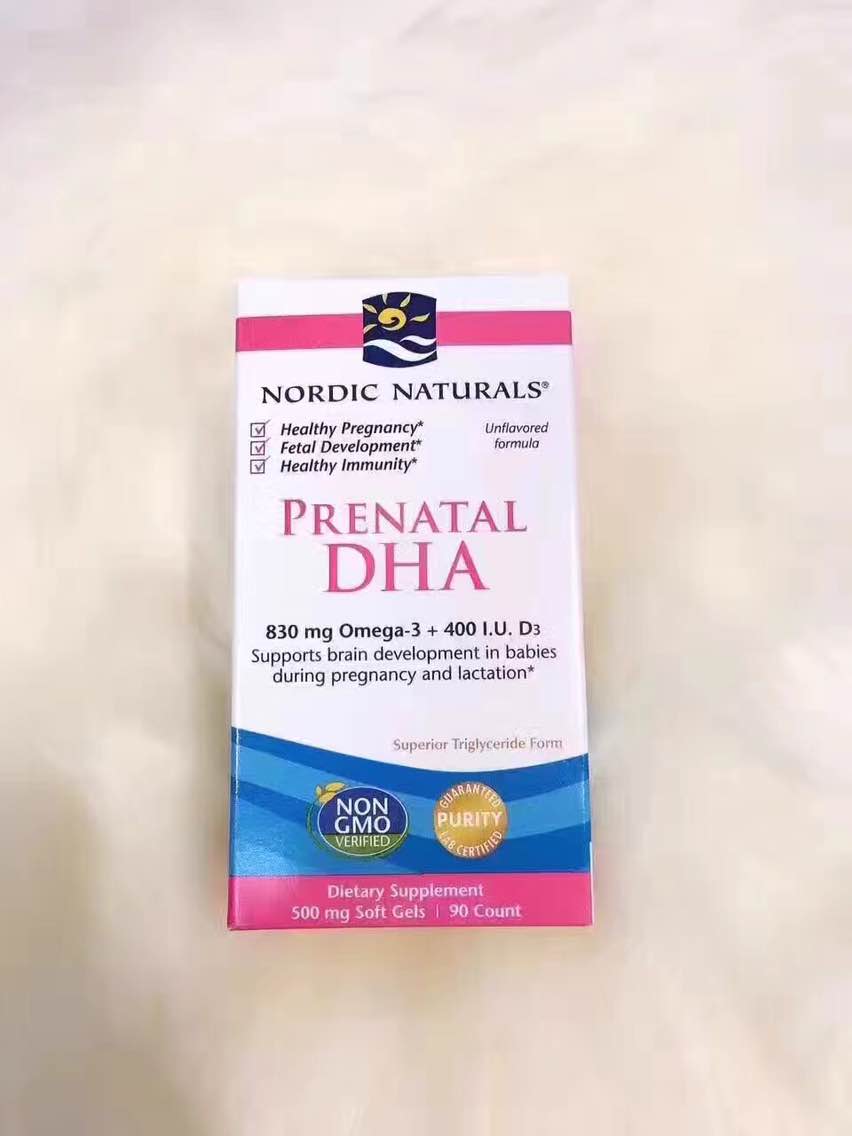 NORDIC NATURALS®
Healthy Pregnancy*
Fetal Development*
Healthy Immunity*
Unflavored
formula
PRENATAL
DHA
830 mg Omega-3 + 400 I.U. D3
Supports brain development in babies
during pregnancy and lactation*
Superior Triglyceride Form
NON
GMO
VERIFIED
GUARANTEED
PURITY
LAB CERTIFIED
Dietary Supplement
500 mg Soft Gels | 90 Count